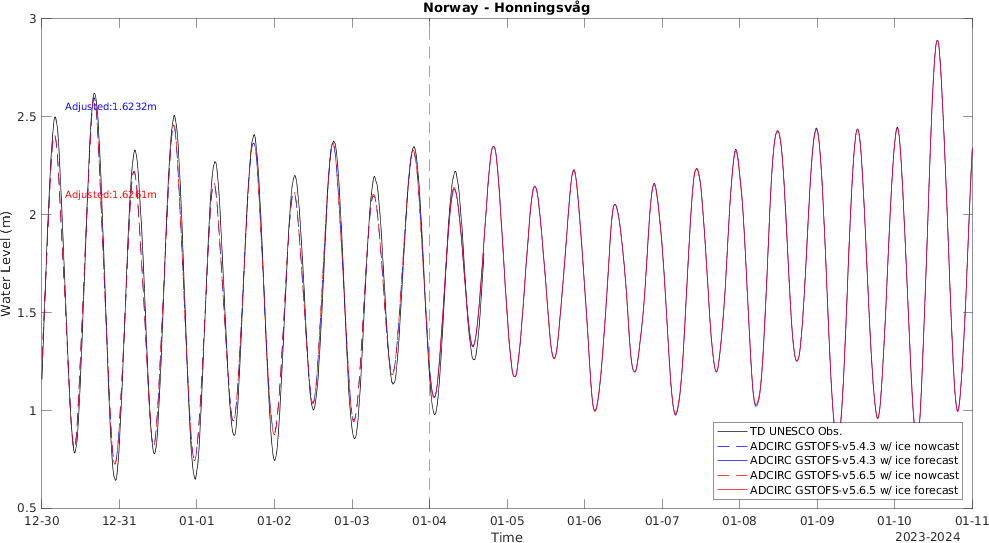 Norway - Honningsvåg
3
2.5
2
1.5
1
0.5
Water Level (m)
Adjusted:1.6232m
Adjusted:1.6261m
TD UNESCO Obs.
ADCIRC GSTOFS-v5.4.3 w/ ice nowcast
ADCIRC GSTOFS-v5.4.3 w/ ice forecast
ADCIRC GSTOFS-v5.6.5 w/ ice nowcast
ADCIRC GSTOFS-v5.6.5 w/ ice forecast
12-30 12-31 01-01 01-02 01-03 01-04 01-05 01-06 01-07 01-08 01-09 01-10 01-11
Time
2023-2024